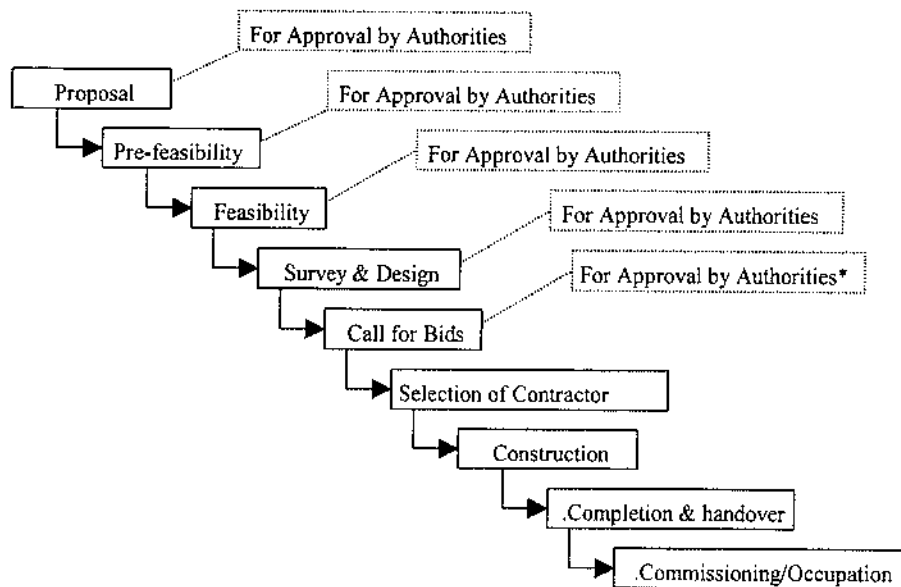 For Approval by Authorities
Proposal
For Approval by Authorities
Pre-feasibility
For Approval by Authorities
Feasibility
For Approval by Authorities
Survey & Design
For Approval by Authorities*
Call for Bids
Selection of Contractor
Construction
.Completion & handover
.Commissioning/Occupation